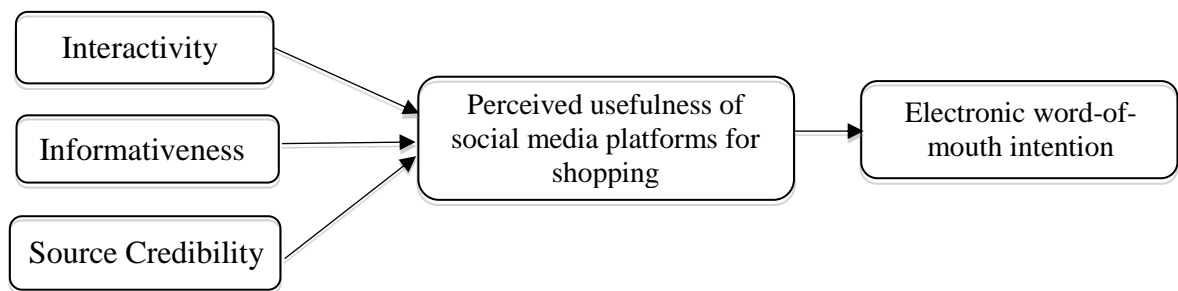 Interactivity
Informativeness
Source Credibility
Perceived usefulness of
social media platforms for
shopping
Electronic word-of-
mouth intention